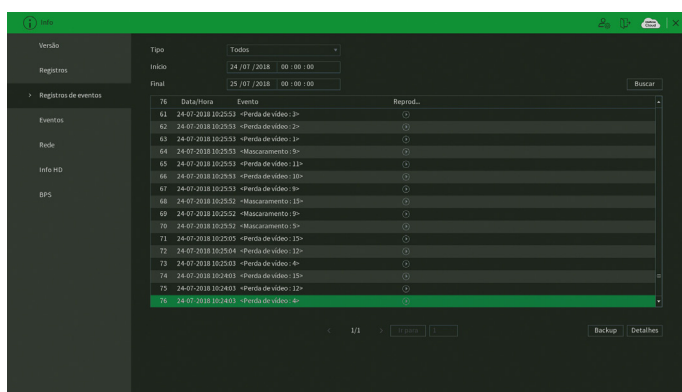 Info
Cloud
Versão
Registros
Registros de eventos
Eventos
Rede
Info HD
BPS
Tipo Todos
Início 24 /07 /2018 00 : 00 : 00
Final 25 /07 /2018 00 : 00 : 00
Buscar
76 Data/Hora Evento Reprod...
61 24-07-2018 10:25:53 <Perda de vídeo : 3>
62 24-07-2018 10:25:53 <Perda de vídeo : 2>
63 24-07-2018 10:25:53 <Perda de vídeo : 1>
64 24-07-2018 10:25:53 <Mascaramento : 9>
65 24-07-2018 10:25:53 <Perda de vídeo : 11>
66 24-07-2018 10:25:53 <Perda de vídeo : 10>
67 24-07-2018 10:25:53 <Perda de vídeo : 9>
68 24-07-2018 10:25:52 <Mascaramento : 15>
69 24-07-2018 10:25:52 <Mascaramento : 9>
70 24-07-2018 10:25:52 <Mascaramento : 5>
71 24-07-2018 10:25:05 <Perda de vídeo : 15>
72 24-07-2018 10:25:04 <Perda de vídeo : 12>
73 24-07-2018 10:25:03 <Perda de vídeo : 4>
74 24-07-2018 10:24:03 <Perda de vídeo : 15>
75 24-07-2018 10:24:03 <Perda de vídeo : 12>
76 24-07-2018 10:24:03 <Perda de vídeo : 4>
1/1 Ir para 1
Backup Detalhes